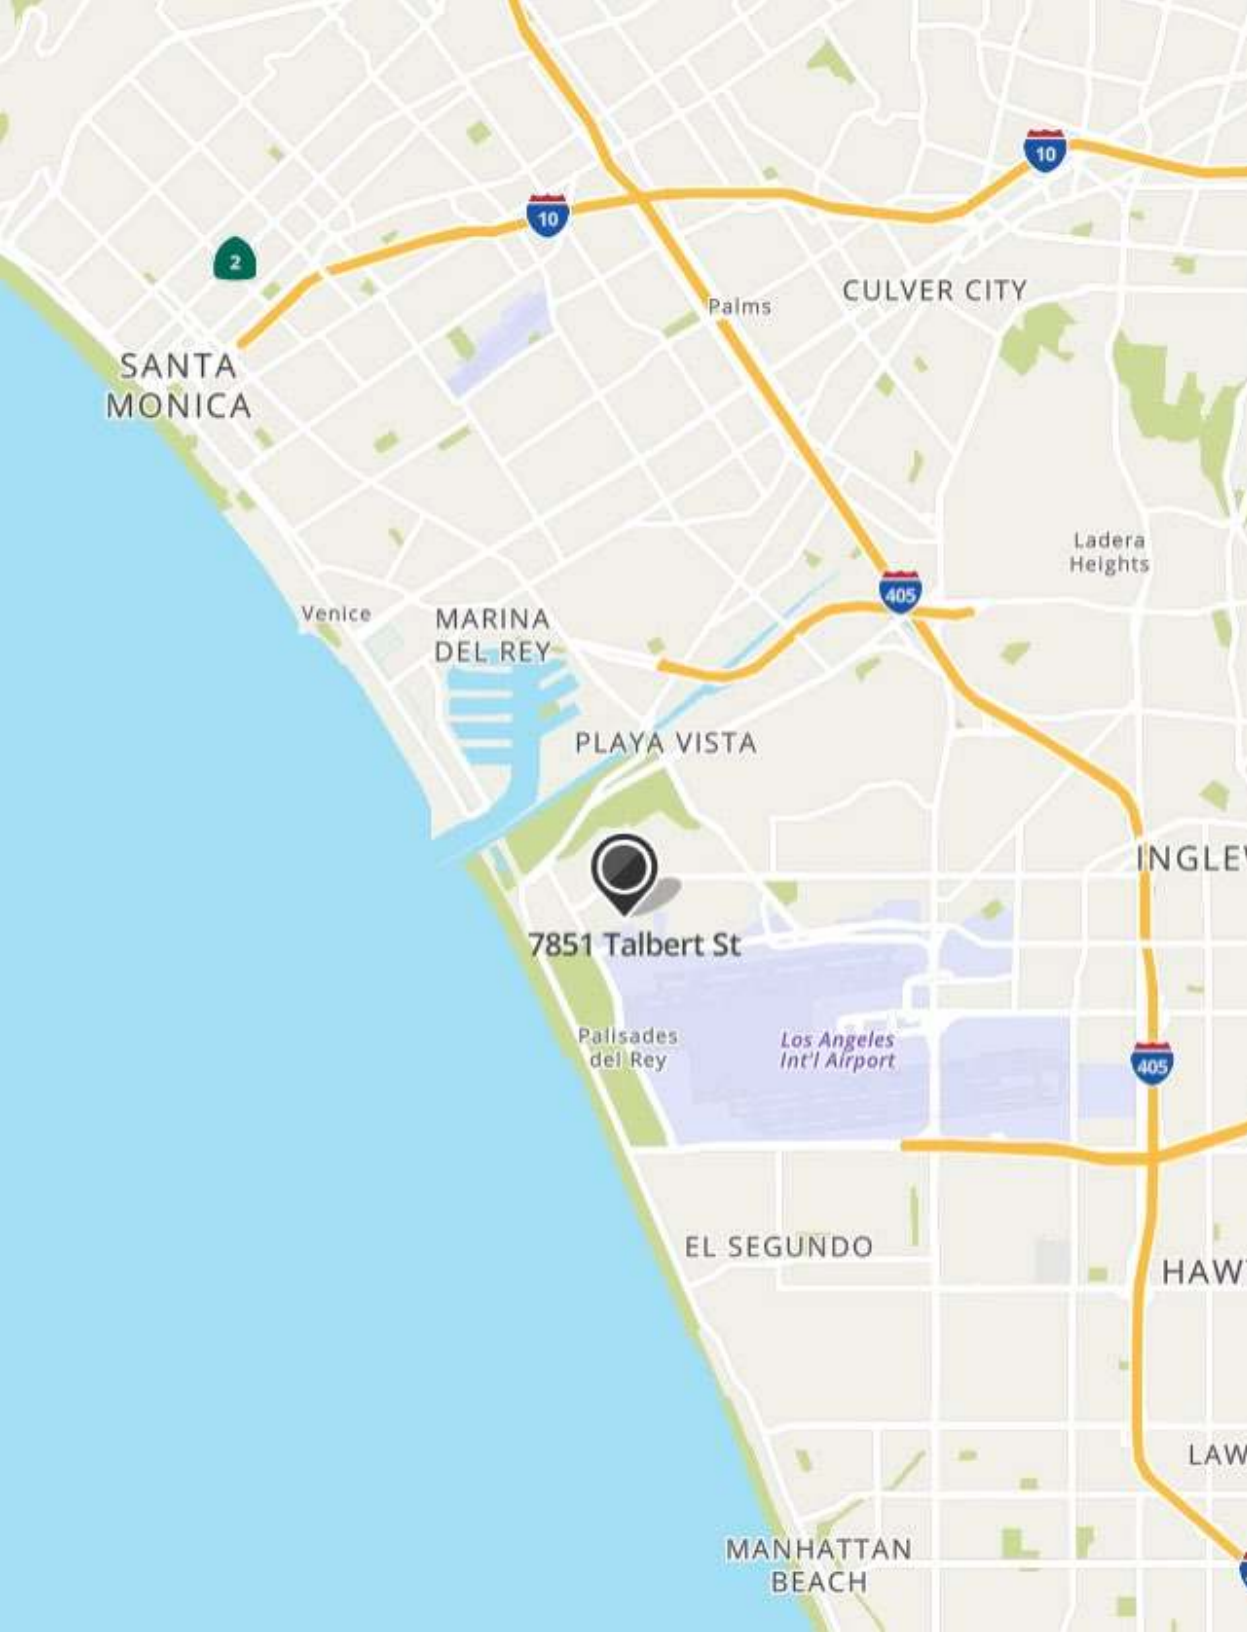 10
10
2
CULVER CITY
Palms
SANTA
MONICA
Ladera
Heights
405
Venice
MARINA
DEL REY
PLAYA VISTA
INGLEW
7851 Talbert St
Palisades
del Rey
Los Angeles
Int'l Airport
405
EL SEGUNDO
HAW
LAW
MANHATTAN
BEACH